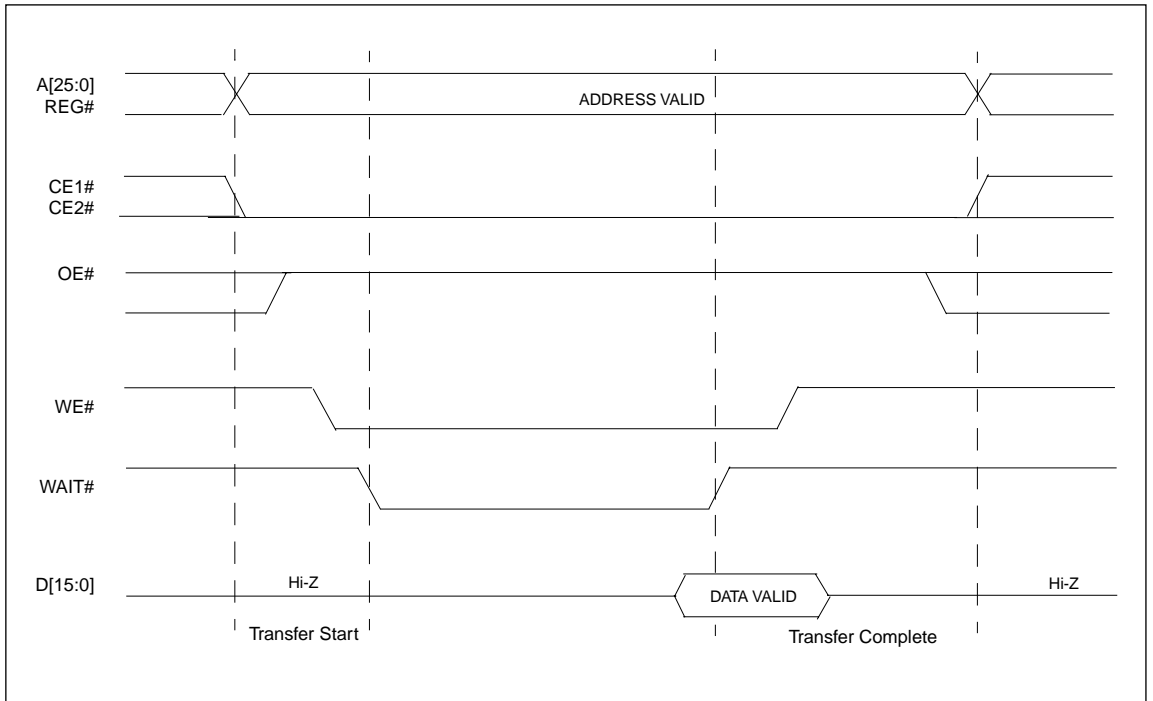 A[25:0]
REG#
ADDRESS VALID
CE1#
CE2#
OE#
WE#
WAIT#
D[15:0]
Hi-Z
DATA VALID
Hi-Z
Transfer Start
Transfer Complete